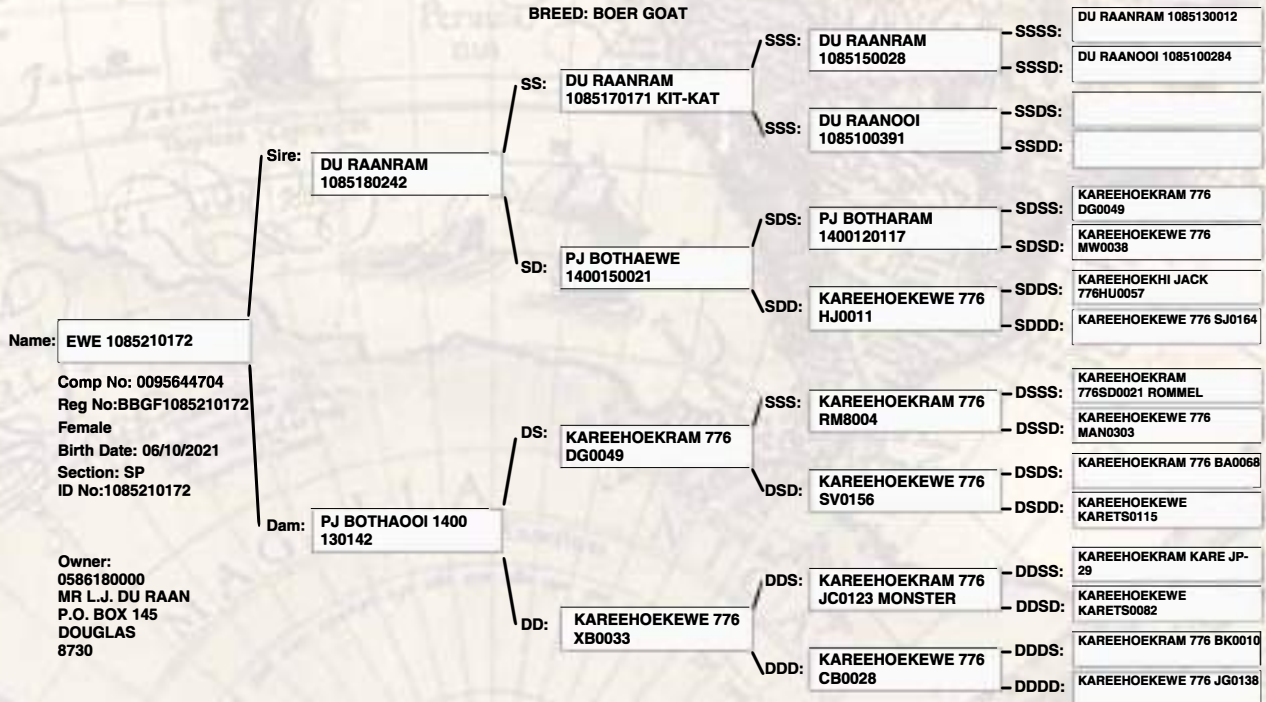 BREED: BOER GOAT
Name:
EWE 1085210172
Comp No: 0095644704
Reg No:BBGF1085210172
Female
Birth Date: 06/10/2021
Section: SP
ID No:1085210172
Owner:
0586180000
MR L.J. DU RAAN
P.O. BOX 145
DOUGLAS
8730
Sire:
DU RAANRAM
1085180242
Dam:
PJ BOTHAOOI 1400
130142
SS:
DU RAANRAM
1085170171 KIT-KAT
SD:
PJ BOTHAEWE
1400150021
DS:
KAREEHOEKRAM 776
DG0049
DD:
KAREEHOEKEWE 776
XB0033
SSS:
DU RAANRAM
1085150028
SSS:
DU RAANOOI
1085100391
SDS:
PJ BOTHARAM
1400120117
SDD:
KAREEHOEKEWE 776
HJ0011
SSS:
KAREEHOEKRAM 776
RM8004
DSD:
KAREEHOEKEWE 776
SV0156
DDS:
KAREEHOEKRAM 776
JC0123 MONSTER
DDD:
KAREEHOEKEWE 776
CB0028
SSSS:
DU RAANRAM 1085130012
SSSD:
DU RAANOOI 1085100284
SSDS:
SSDD:
SDSS:
KAREEHOEKRAM 776
DG0049
SDSD:
KAREEHOEKEWE 776
MW0038
SDDS:
KAREEHOEKHI JACK
776HU0057
SDDD:
KAREEHOEKEWE 776 SJ0164
DSSS:
KAREEHOEKRAM
776SD0021 ROMMEL
DSSD:
KAREEHOEKEWE 776
MAN0303
DSDS:
KAREEHOEKRAM 776 BA0068
DSDD:
KAREEHOEKEWE
KARETS0115
DDSS:
KAREEHOEKRAM KARE JP-
29
DDSD:
KAREEHOEKEWE
KARETS0082
DDDS:
KAREEHOEKRAM 776 BK0010
DDDD:
KAREEHOEKEWE 776 JG0138